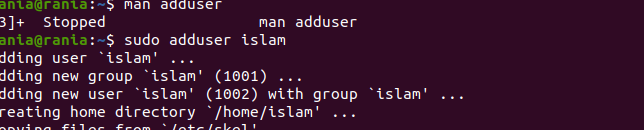 ania@rania:~$ man adduser
3]+  Stopped                 man adduser
ania@rania:~$ sudo adduser islam
dding user `islam' ...
dding new group `islam' (1001) ...
dding new user `islam' (1002) with group `islam' ...
reating home directory `/home/islam' ...
opying files from `/etc/skel'